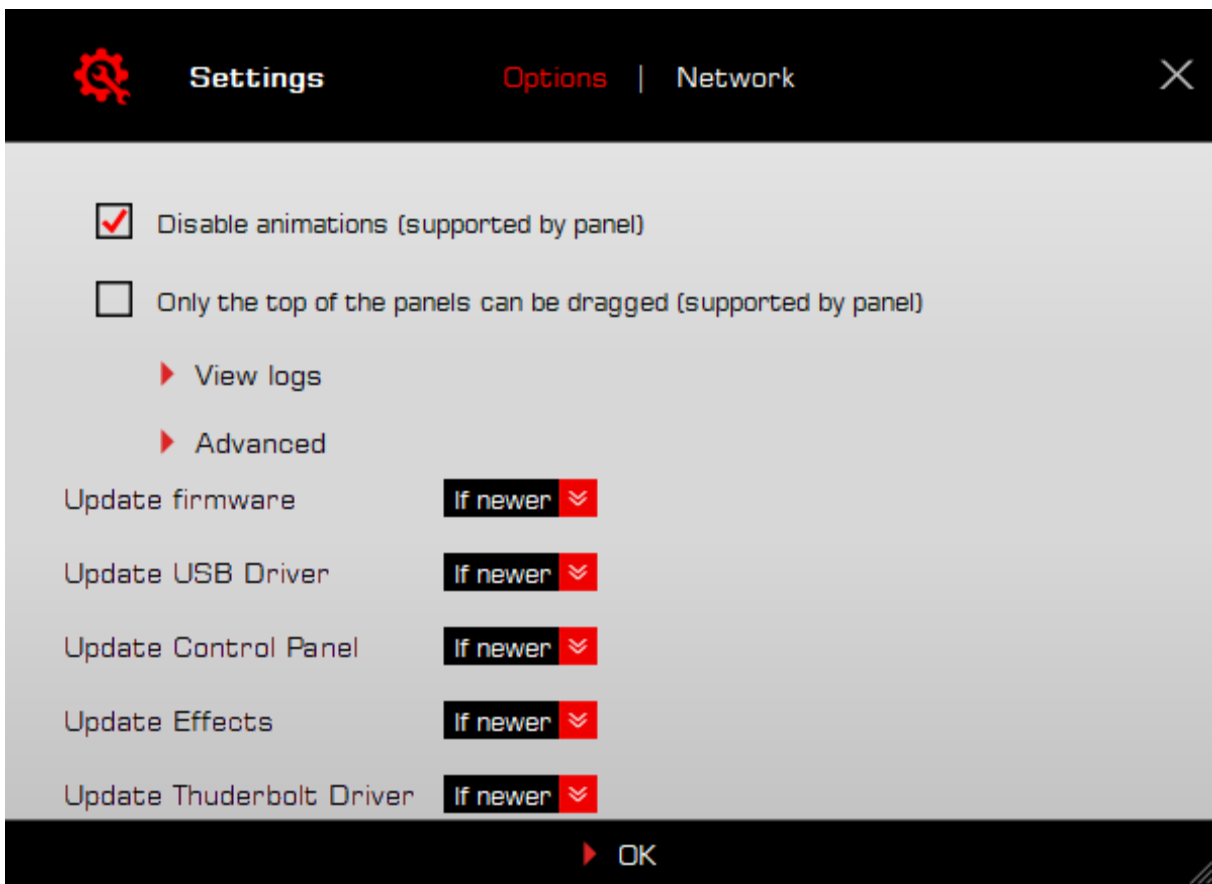 Settings Options | Network
Disable animations (supported by panel)
Only the top of the panels can be dragged (supported by panel)
View logs
Advanced
Update firmware If newer
Update USB Driver If newer
Update Control Panel If newer
Update Effects If newer
Update Thuderbolt Driver If newer
OK